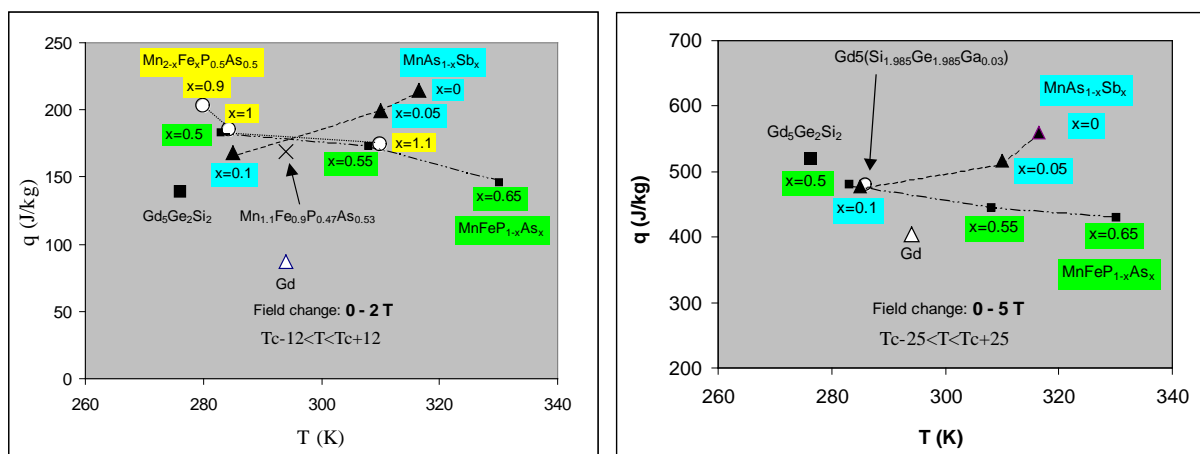 250
200
150
100
50
0
q (J/kg)
260 280 300 320 340
T (K)
Mn₂₋ₓFeₓP₀.₅As₀.₅
x=0.9
x=1
x=0.5
MnAs₁₋ₓSbₓ
x=0
x=0.05
x=1.1
x=0.1
x=0.55
x=0.65
Gd₅Ge₂Si₂
Mn₁.₁Fe₀.₉P₀.₄₇As₀.₅₃
MnFeP₁₋ₓAsₓ
Gd
Field change: 0 - 2 T
Tc-12<T<Tc+12
700
600
500
400
300
200
q (J/kg)
260 280 300 320 340
T (K)
Gd5(Si₁.₉₈₅Ge₁.₉₈₅Ga₀.₀₃)
MnAs₁₋ₓSbₓ
x=0
Gd₅Ge₂Si₂
x=0.05
x=0.5
x=0.1
x=0.55
x=0.65
Gd
MnFeP₁₋ₓAsₓ
Field change: 0 - 5 T
Tc-25<T<Tc+25